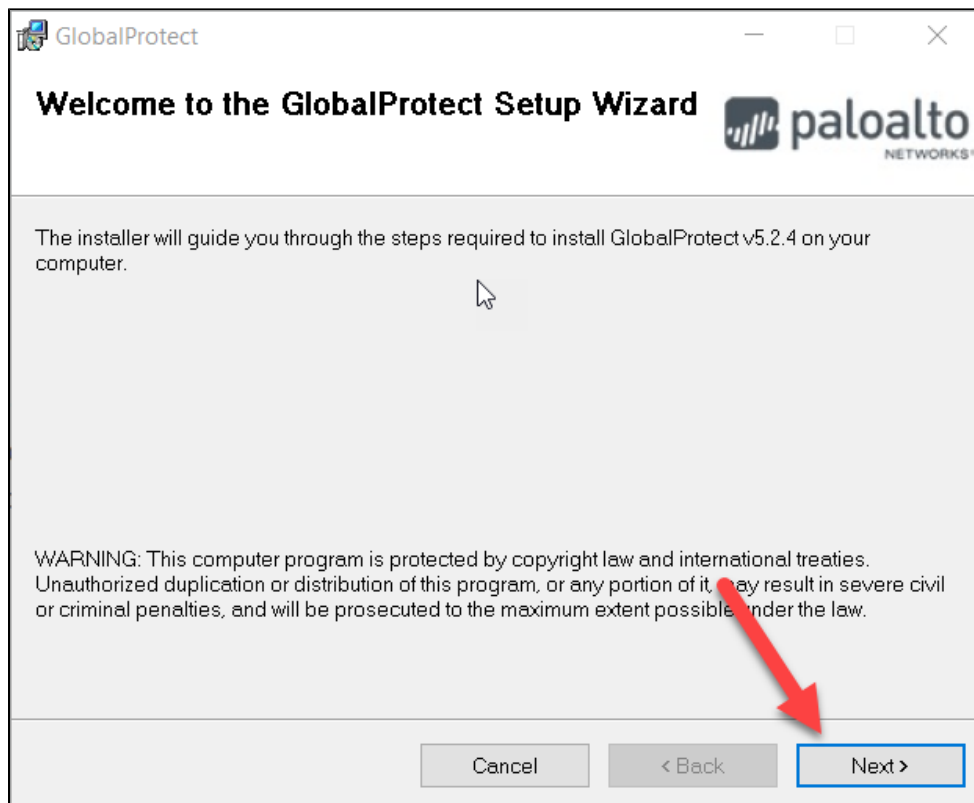 GlobalProtect
Welcome to the GlobalProtect Setup Wizard
paloalto
NETWORKS®
The installer will guide you through the steps required to install GlobalProtect v5.2.4 on your
computer.
WARNING: This computer program is protected by copyright law and international treaties.
Unauthorized duplication or distribution of this program, or any portion of it, may result in severe civil
or criminal penalties, and will be prosecuted to the maximum extent possible under the law.
Cancel
< Back
Next >